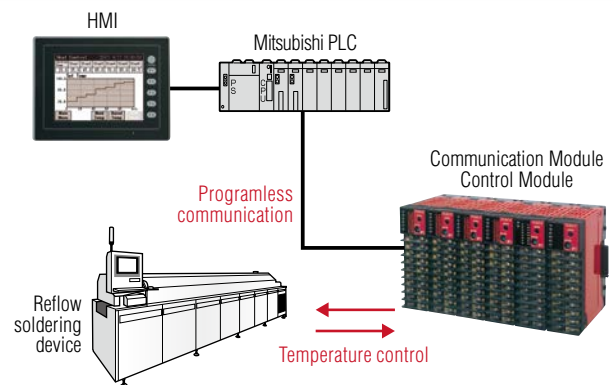 HMI
Mitsubishi PLC
P
S
C
P
U
Communication Module
Control Module
Programless
communication
Reflow
soldering
device
Temperature control